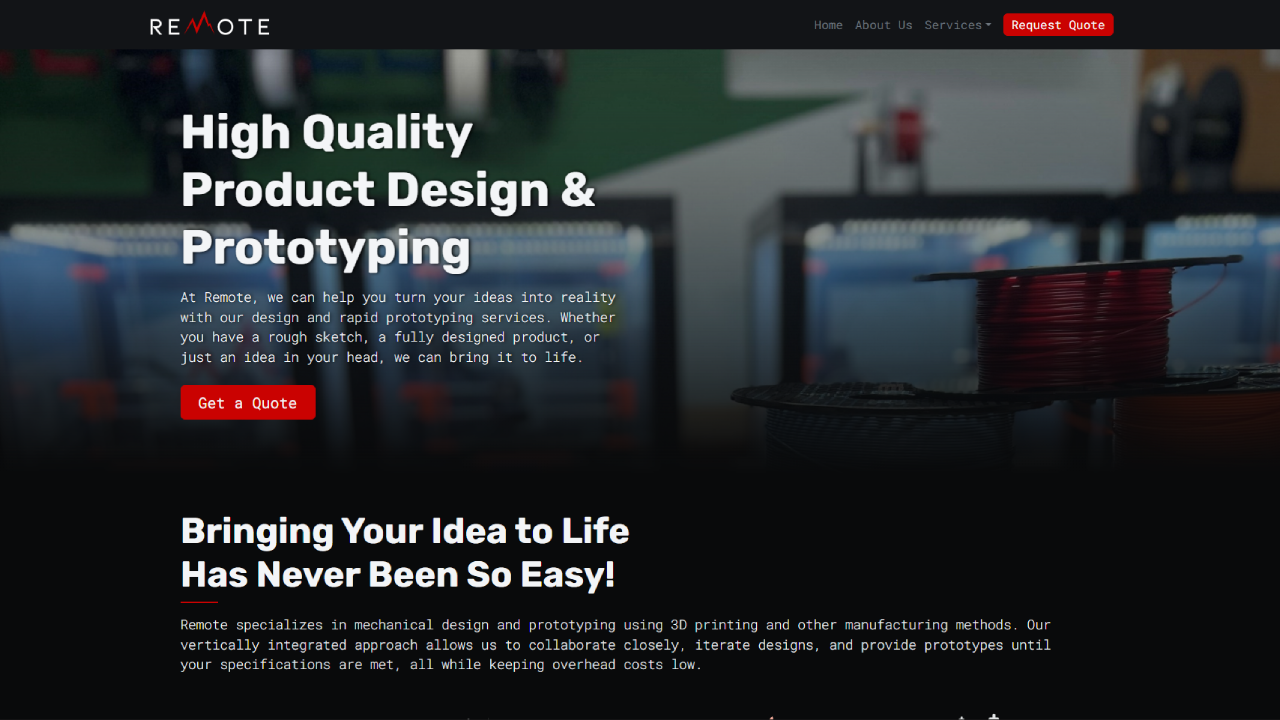 REMOTE
Home About Us Services Request Quote
High Quality
Product Design &
Prototyping
At Remote, we can help you turn your ideas into reality
with our design and rapid prototyping services. Whether
you have a rough sketch, a fully designed product, or
just an idea in your head, we can bring it to life.
Get a Quote
Bringing Your Idea to Life
Has Never Been So Easy!
Remote specializes in mechanical design and prototyping using 3D printing and other manufacturing methods. Our
vertically integrated approach allows us to collaborate closely, iterate designs, and provide prototypes until
your specifications are met, all while keeping overhead costs low.